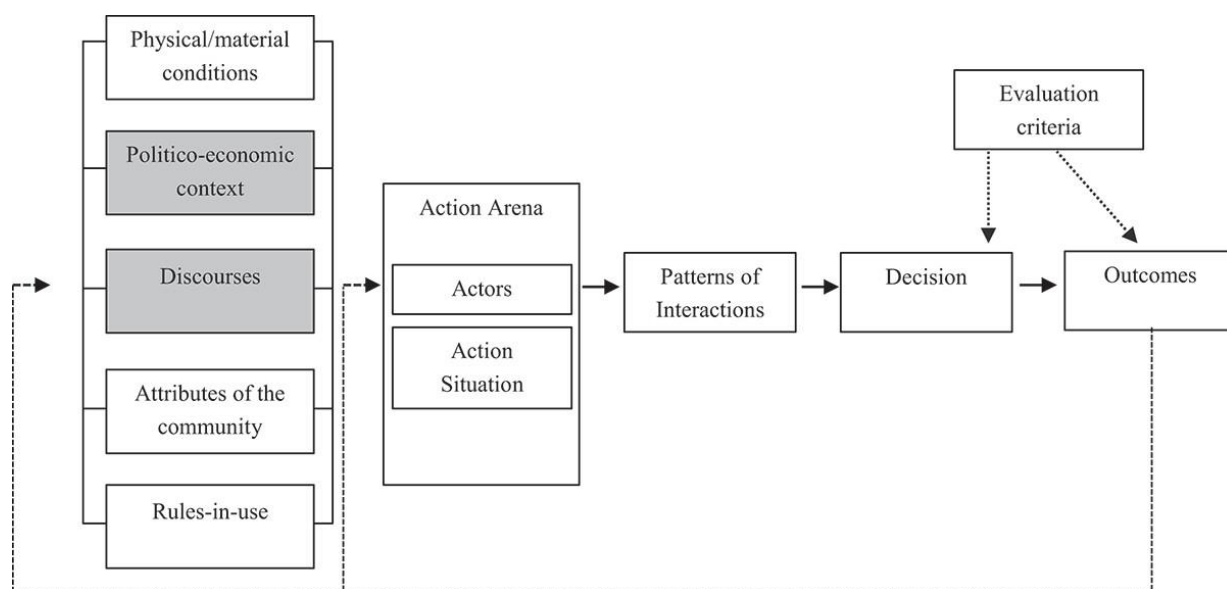 Physical/material
conditions
Politico-economic
context
Discourses
Attributes of the
community
Rules-in-use
Action Arena
Actors
Action
Situation
Patterns of
Interactions
Decision
Evaluation
criteria
Outcomes